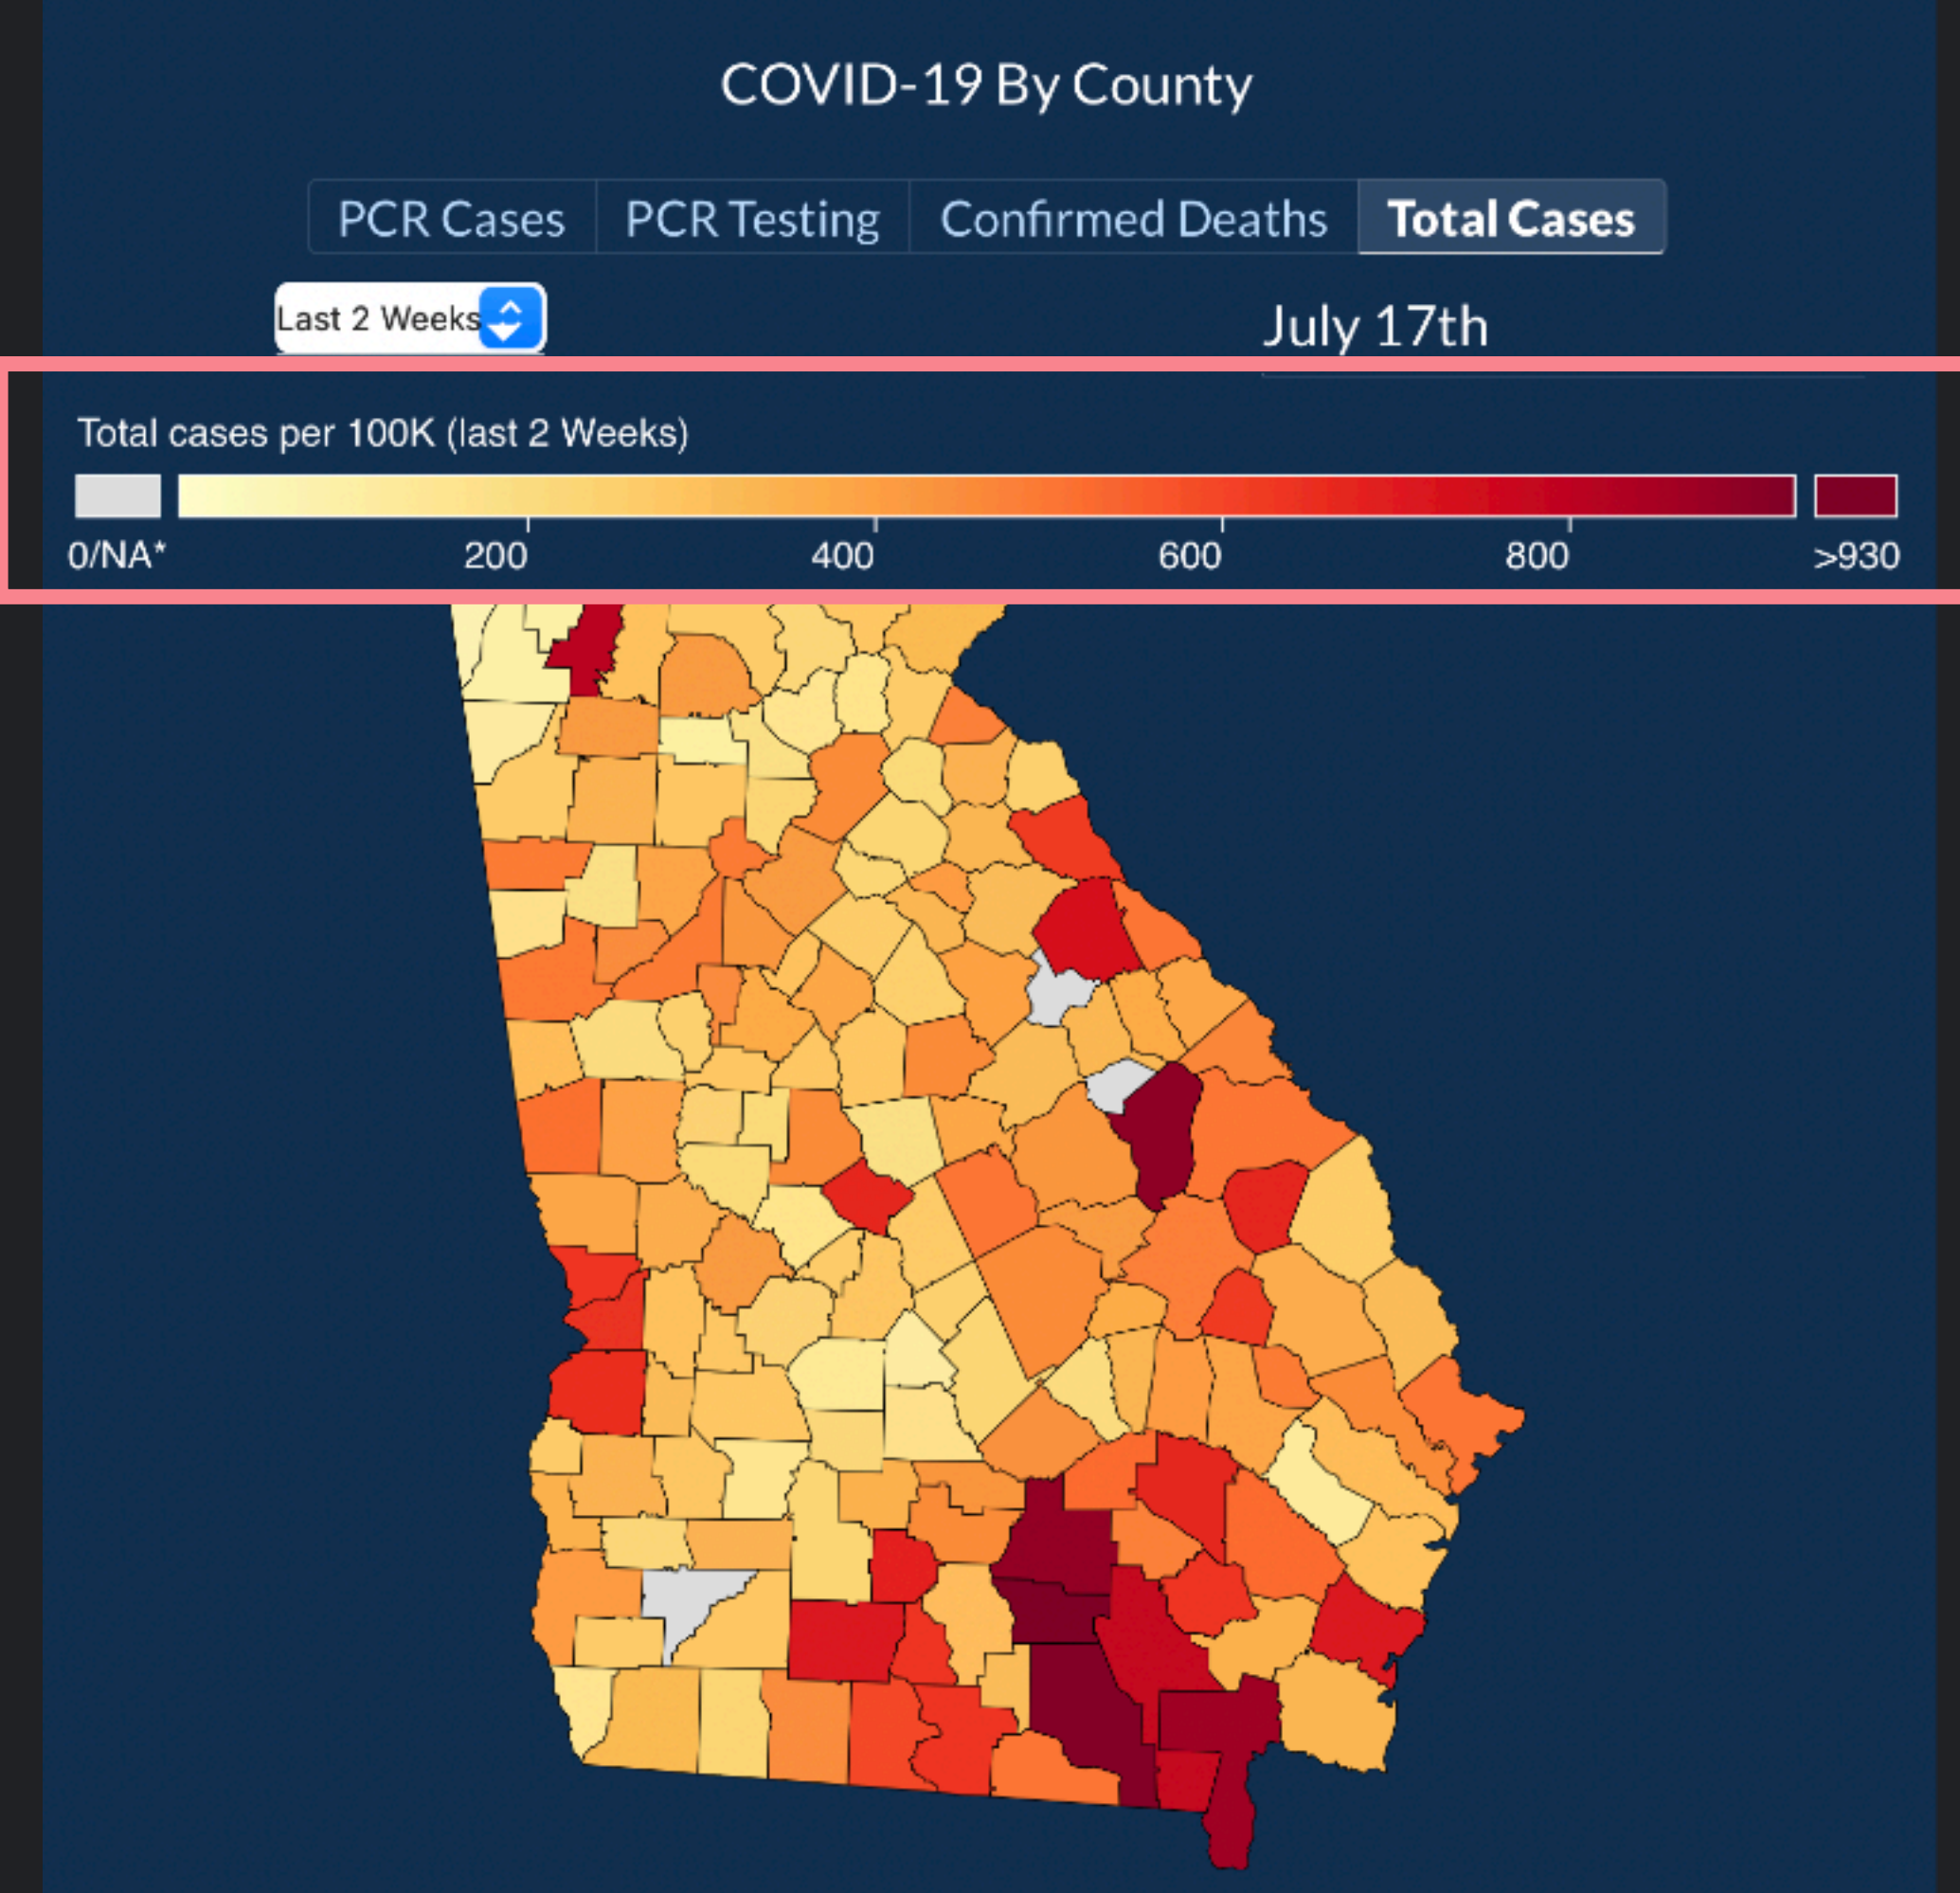 COVID-19 By County
PCR Cases PCR Testing Confirmed Deaths Total Cases
Last 2 Weeks July 17th
Total cases per 100K (last 2 Weeks)
0/NA* 200 400 600 800 >930